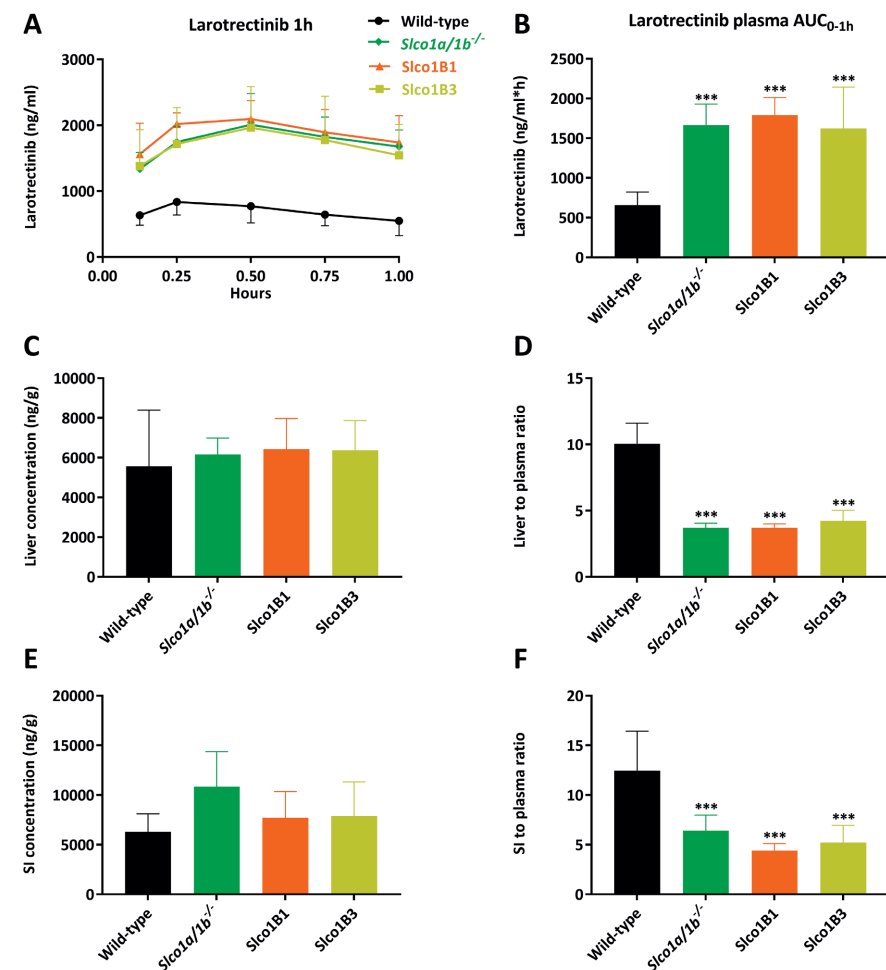 A
Larotrectinib 1h
Wild-type
Slco1a/1b-/-
Slco1B1
Slco1B3
Larotrectinib (ng/ml)
3000
2000
1000
0
0.00
0.25
0.50
0.75
1.00
Hours
B
Larotrectinib plasma AUC0-1h
Larotrectinib (ng/ml*h)
2500
2000
1500
1000
500
0
***
***
***
Wild-type
Slco1a/1b-/-
Slco1B1
Slco1B3
C
Liver concentration (ng/g)
10000
8000
6000
4000
2000
0
Wild-type
Slco1a/1b-/-
Slco1B1
Slco1B3
D
Liver to plasma ratio
15
10
5
0
***
***
***
Wild-type
Slco1a/1b-/-
Slco1B1
Slco1B3
E
SI concentration (ng/g)
20000
15000
10000
5000
0
Wild-type
Slco1a/1b-/-
Slco1B1
Slco1B3
F
SI to plasma ratio
20
15
10
5
0
***
***
***
Wild-type
Slco1a/1b-/-
Slco1B1
Slco1B3